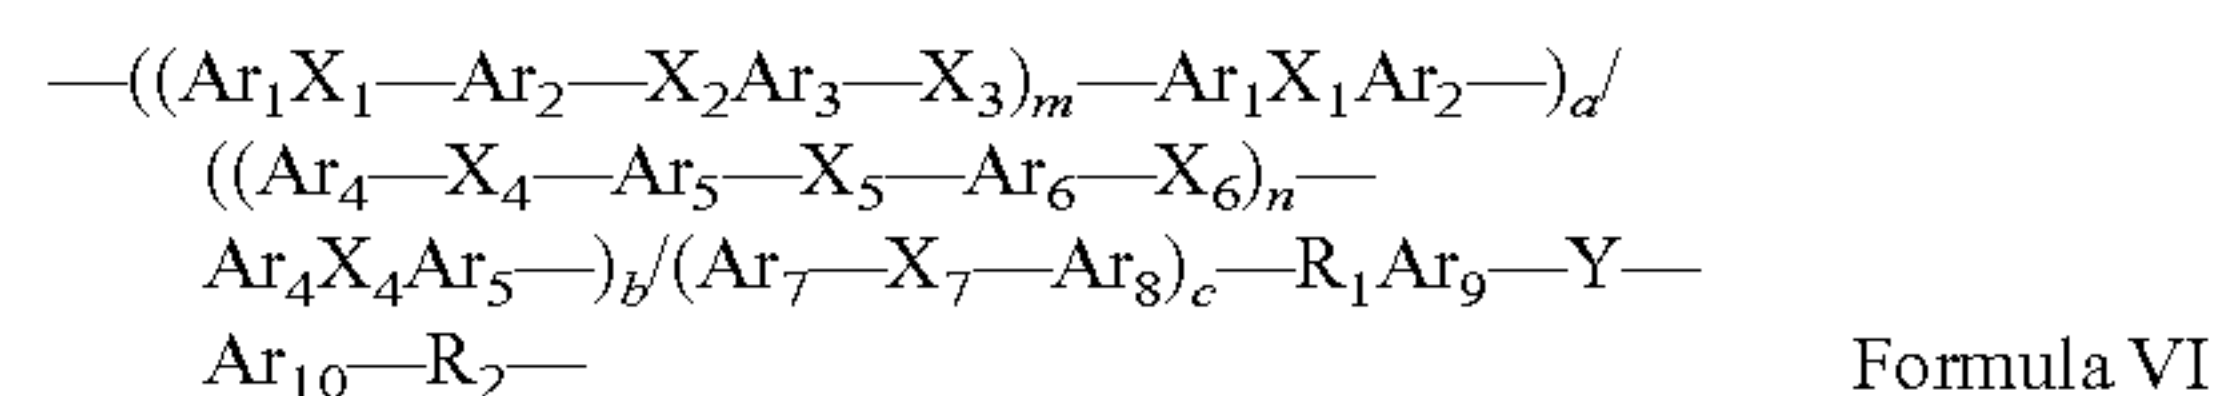 —((Ar₁X₁—Ar₂—X₂Ar₃—X₃)ₘ—Ar₁X₁Ar₂—)ₐ/
((Ar₄—X₄—Ar₅—X₅—Ar₆—X₆)ₙ—
Ar₄X₄Ar₅—)b/(Ar₇—X₇—Ar₈)c—R₁Ar₉—Y—
Ar₁₀—R₂— Formula VI